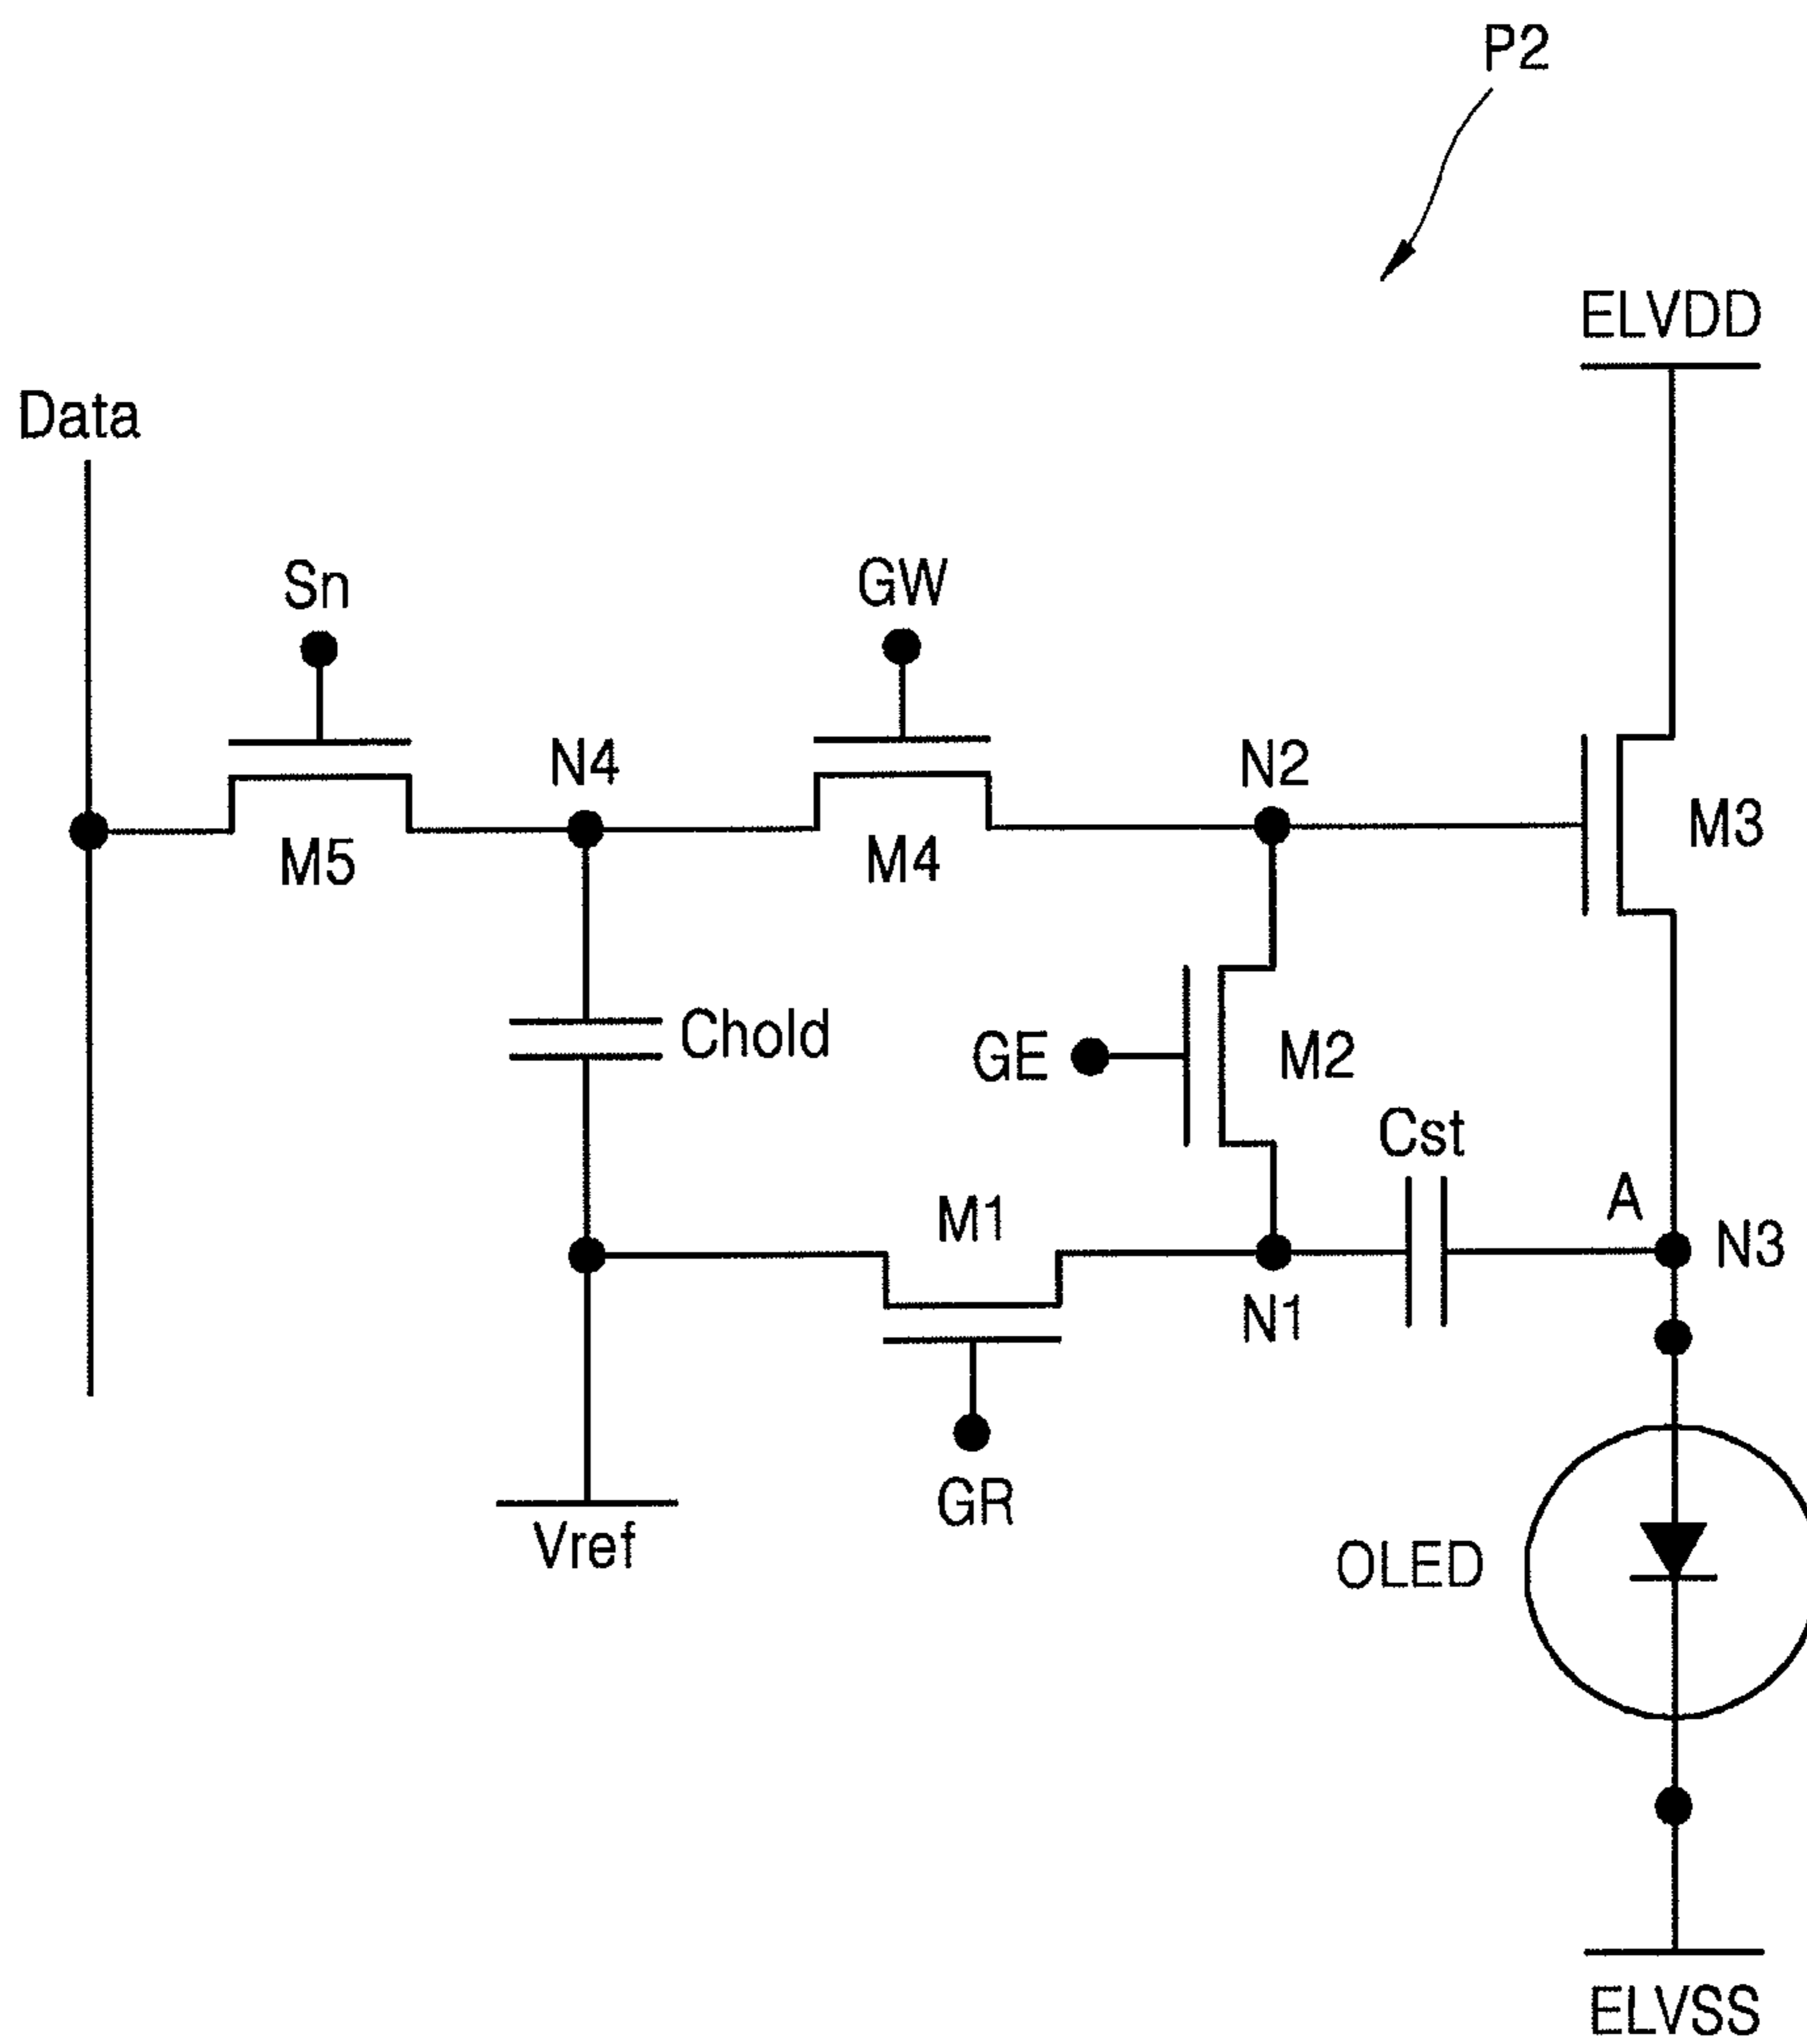 P2
ELVDD
Data
Sn
GW
N4
N2
M5
M4
M3
Chold
GE
M2
Cst
M1
A
N3
N1
GR
Vref
OLED
ELVSS